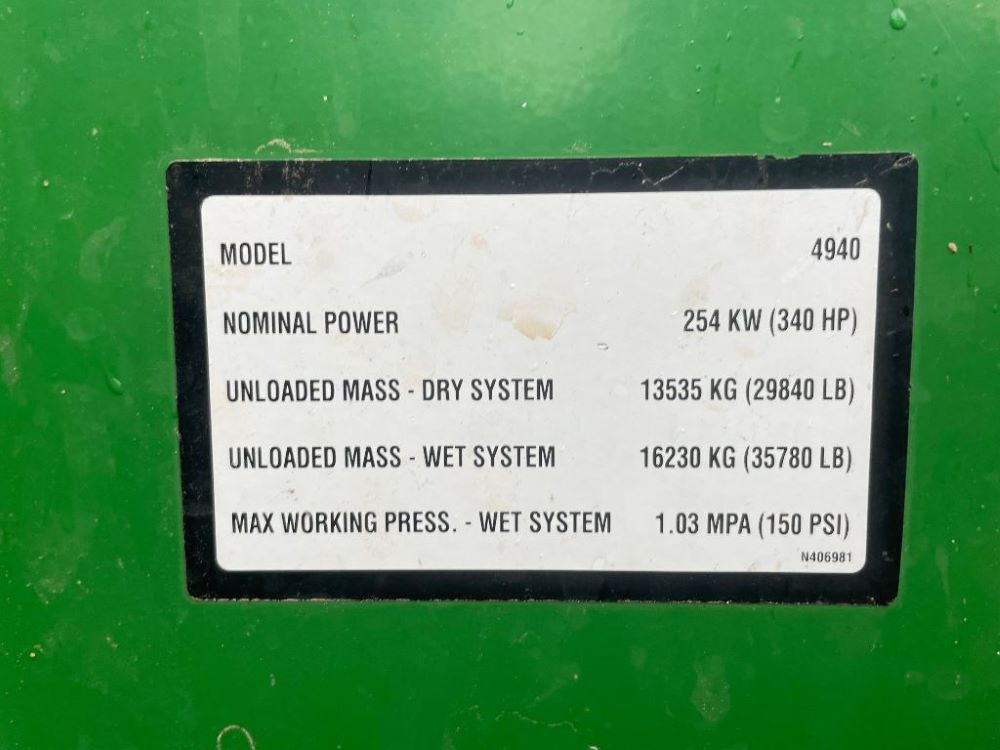 MODEL 4940
NOMINAL POWER 254 KW (340 HP)
UNLOADED MASS - DRY SYSTEM 13535 KG (29840 LB)
UNLOADED MASS - WET SYSTEM 16230 KG (35780 LB)
MAX WORKING PRESS. - WET SYSTEM 1.03 MPA (150 PSI)
N406981